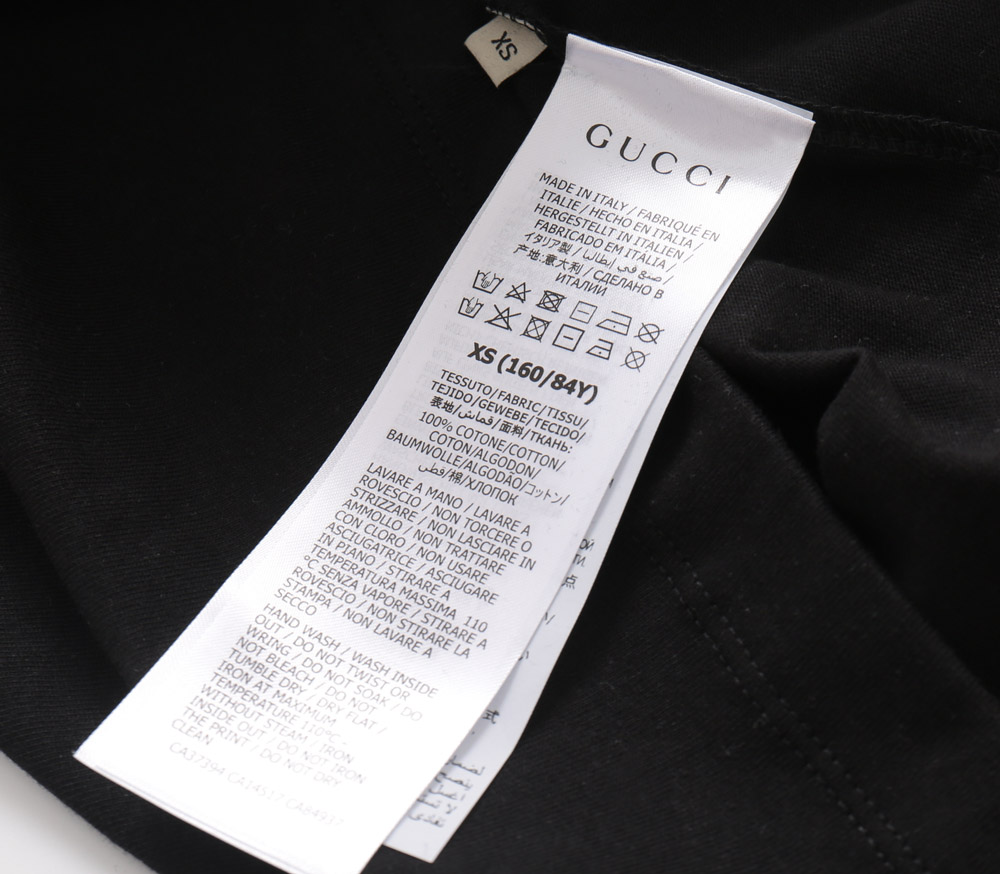 XS
GUCCI
MADE IN ITALY / FABRIQUÉ EN
ITALIE / HECHO EN ITALIA /
HERGESTELLT IN ITALIEN /
FABRICADO EM ITALIA /
イタリア製 / صنع في إيطاليا /
产地:意大利 / СДЕЛАНО В
ИТАЛИИ
XS (160/84Y)
TESSUTO/FABRIC/TISSU/
TEJIDO/GEWEBE/TECIDO/
表地/قماش/面料/ТКАНЬ:
100% COTONE/COTTON/
COTON/ALGODON/
BAUMWOLLE/ALGODÃO/コットン/
قطن/棉/ХЛОПОК
LAVARE A MANO / LAVARE A
ROVESCIO / NON TORCERE O
STRIZZARE / NON LASCIARE IN
AMMOLLO / NON TRATTARE
CON CLORO / NON USARE
ASCIUGATRICE / ASCIUGARE
IN PIANO / STIRARE A
TEMPERATURA MASSIMA 110
°C SENZA VAPORE / STIRARE A
ROVESCIO / NON STIRARE LA
STAMPA / NON LAVARE A
SECCO
HAND WASH / WASH INSIDE
OUT / DO NOT TWIST OR
WRING / DO NOT SOAK / DO
NOT BLEACH / DO NOT
TUMBLE DRY / DRY FLAT /
IRON AT MAXIMUM
TEMPERATURE 110°C
WITHOUT STEAM / IRON
INSIDE OUT / DO NOT IRON
THE PRINT / DO NOT DRY
CLEAN
CA37394 CA14517 CA64937
点
式